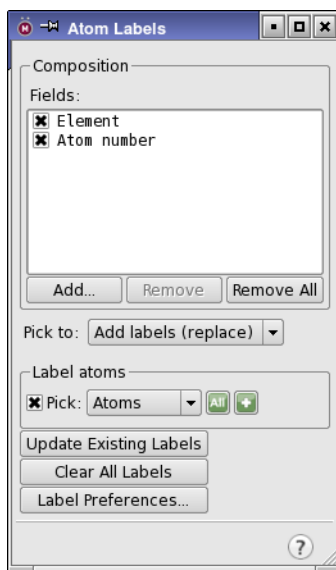 Atom Labels
Composition
Fields:
Element
Atom number
Add... Remove Remove All
Pick to: Add labels (replace)
Label atoms
Pick: Atoms All +
Update Existing Labels
Clear All Labels
Label Preferences...
?